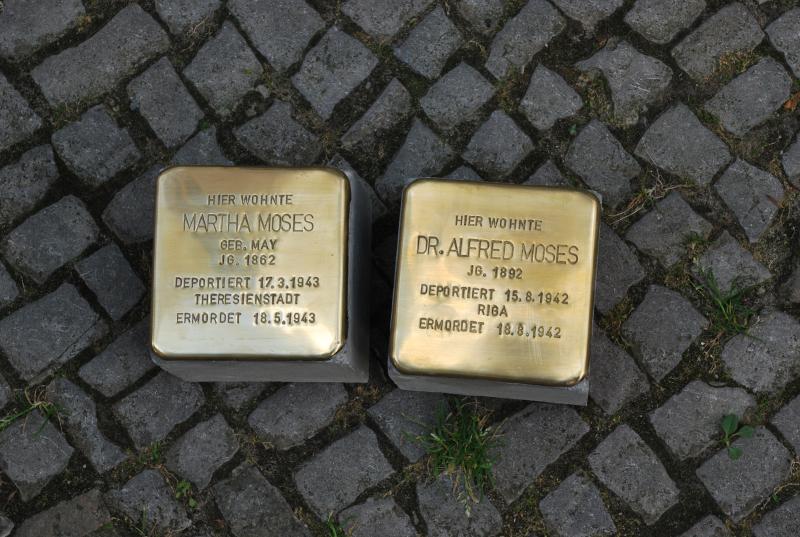 HIER WOHNTE
MARTHA MOSES
GEB. MAY
JG. 1862
DEPORTIERT 17.3.1943
THERESIENSTADT
ERMORDET 18.5.1943
HIER WOHNTE
DR. ALFRED MOSES
JG. 1892
DEPORTIERT 15.8.1942
RIGA
ERMORDET 18.8.1942